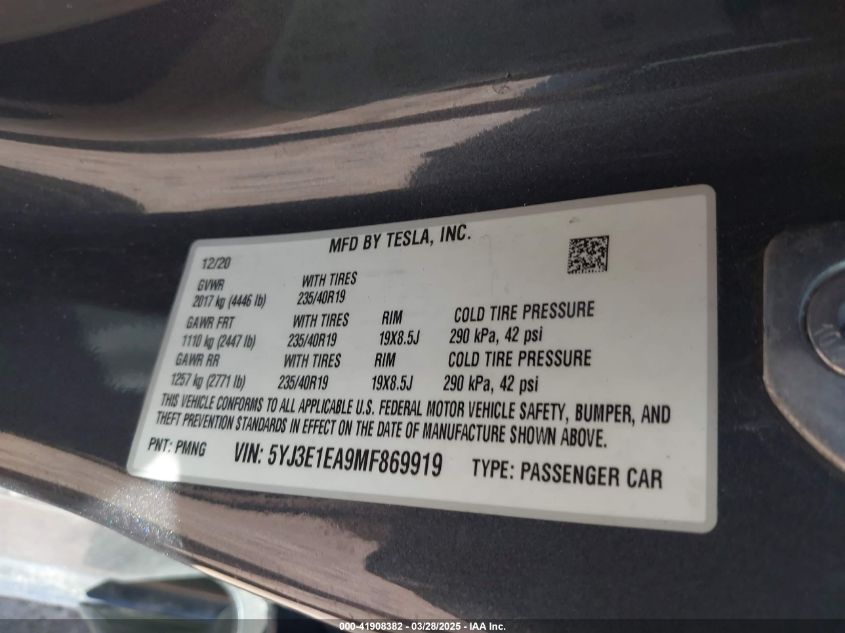 MFD BY TESLA, INC.
12/20
GVWR WITH TIRES
2017 kg (4446 lb) 235/40R19
GAWR FRT WITH TIRES RIM COLD TIRE PRESSURE
1110 kg (2447 lb) 235/40R19 19X8.5J 290 kPa, 42 psi
GAWR RR WITH TIRES RIM COLD TIRE PRESSURE
1257 kg (2771 lb) 235/40R19 19X8.5J 290 kPa, 42 psi
THIS VEHICLE CONFORMS TO ALL APPLICABLE U.S. FEDERAL MOTOR VEHICLE SAFETY, BUMPER, AND
THEFT PREVENTION STANDARDS IN EFFECT ON THE DATE OF MANUFACTURE SHOWN ABOVE.
PNT: PMNG VIN: 5YJ3E1EA9MF869919 TYPE: PASSENGER CAR
000-41908382 - 03/28/2025 - IAA Inc.